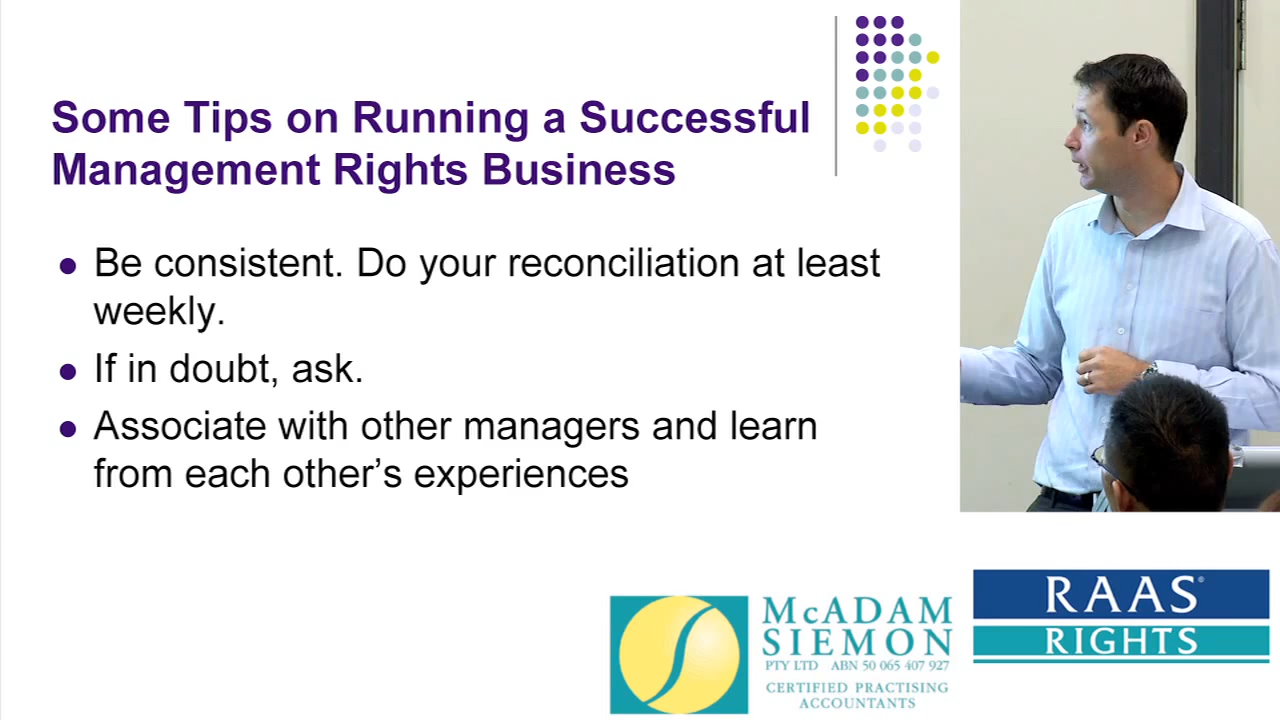 Some Tips on Running a Successful
Management Rights Business
Be consistent. Do your reconciliation at least
weekly.
If in doubt, ask.
Associate with other managers and learn
from each other's experiences
McADAM
SIEMON
PTY LTD ABN 50 065 407 927
CERTIFIED PRACTISING
ACCOUNTANTS
RAAS®
RIGHTS